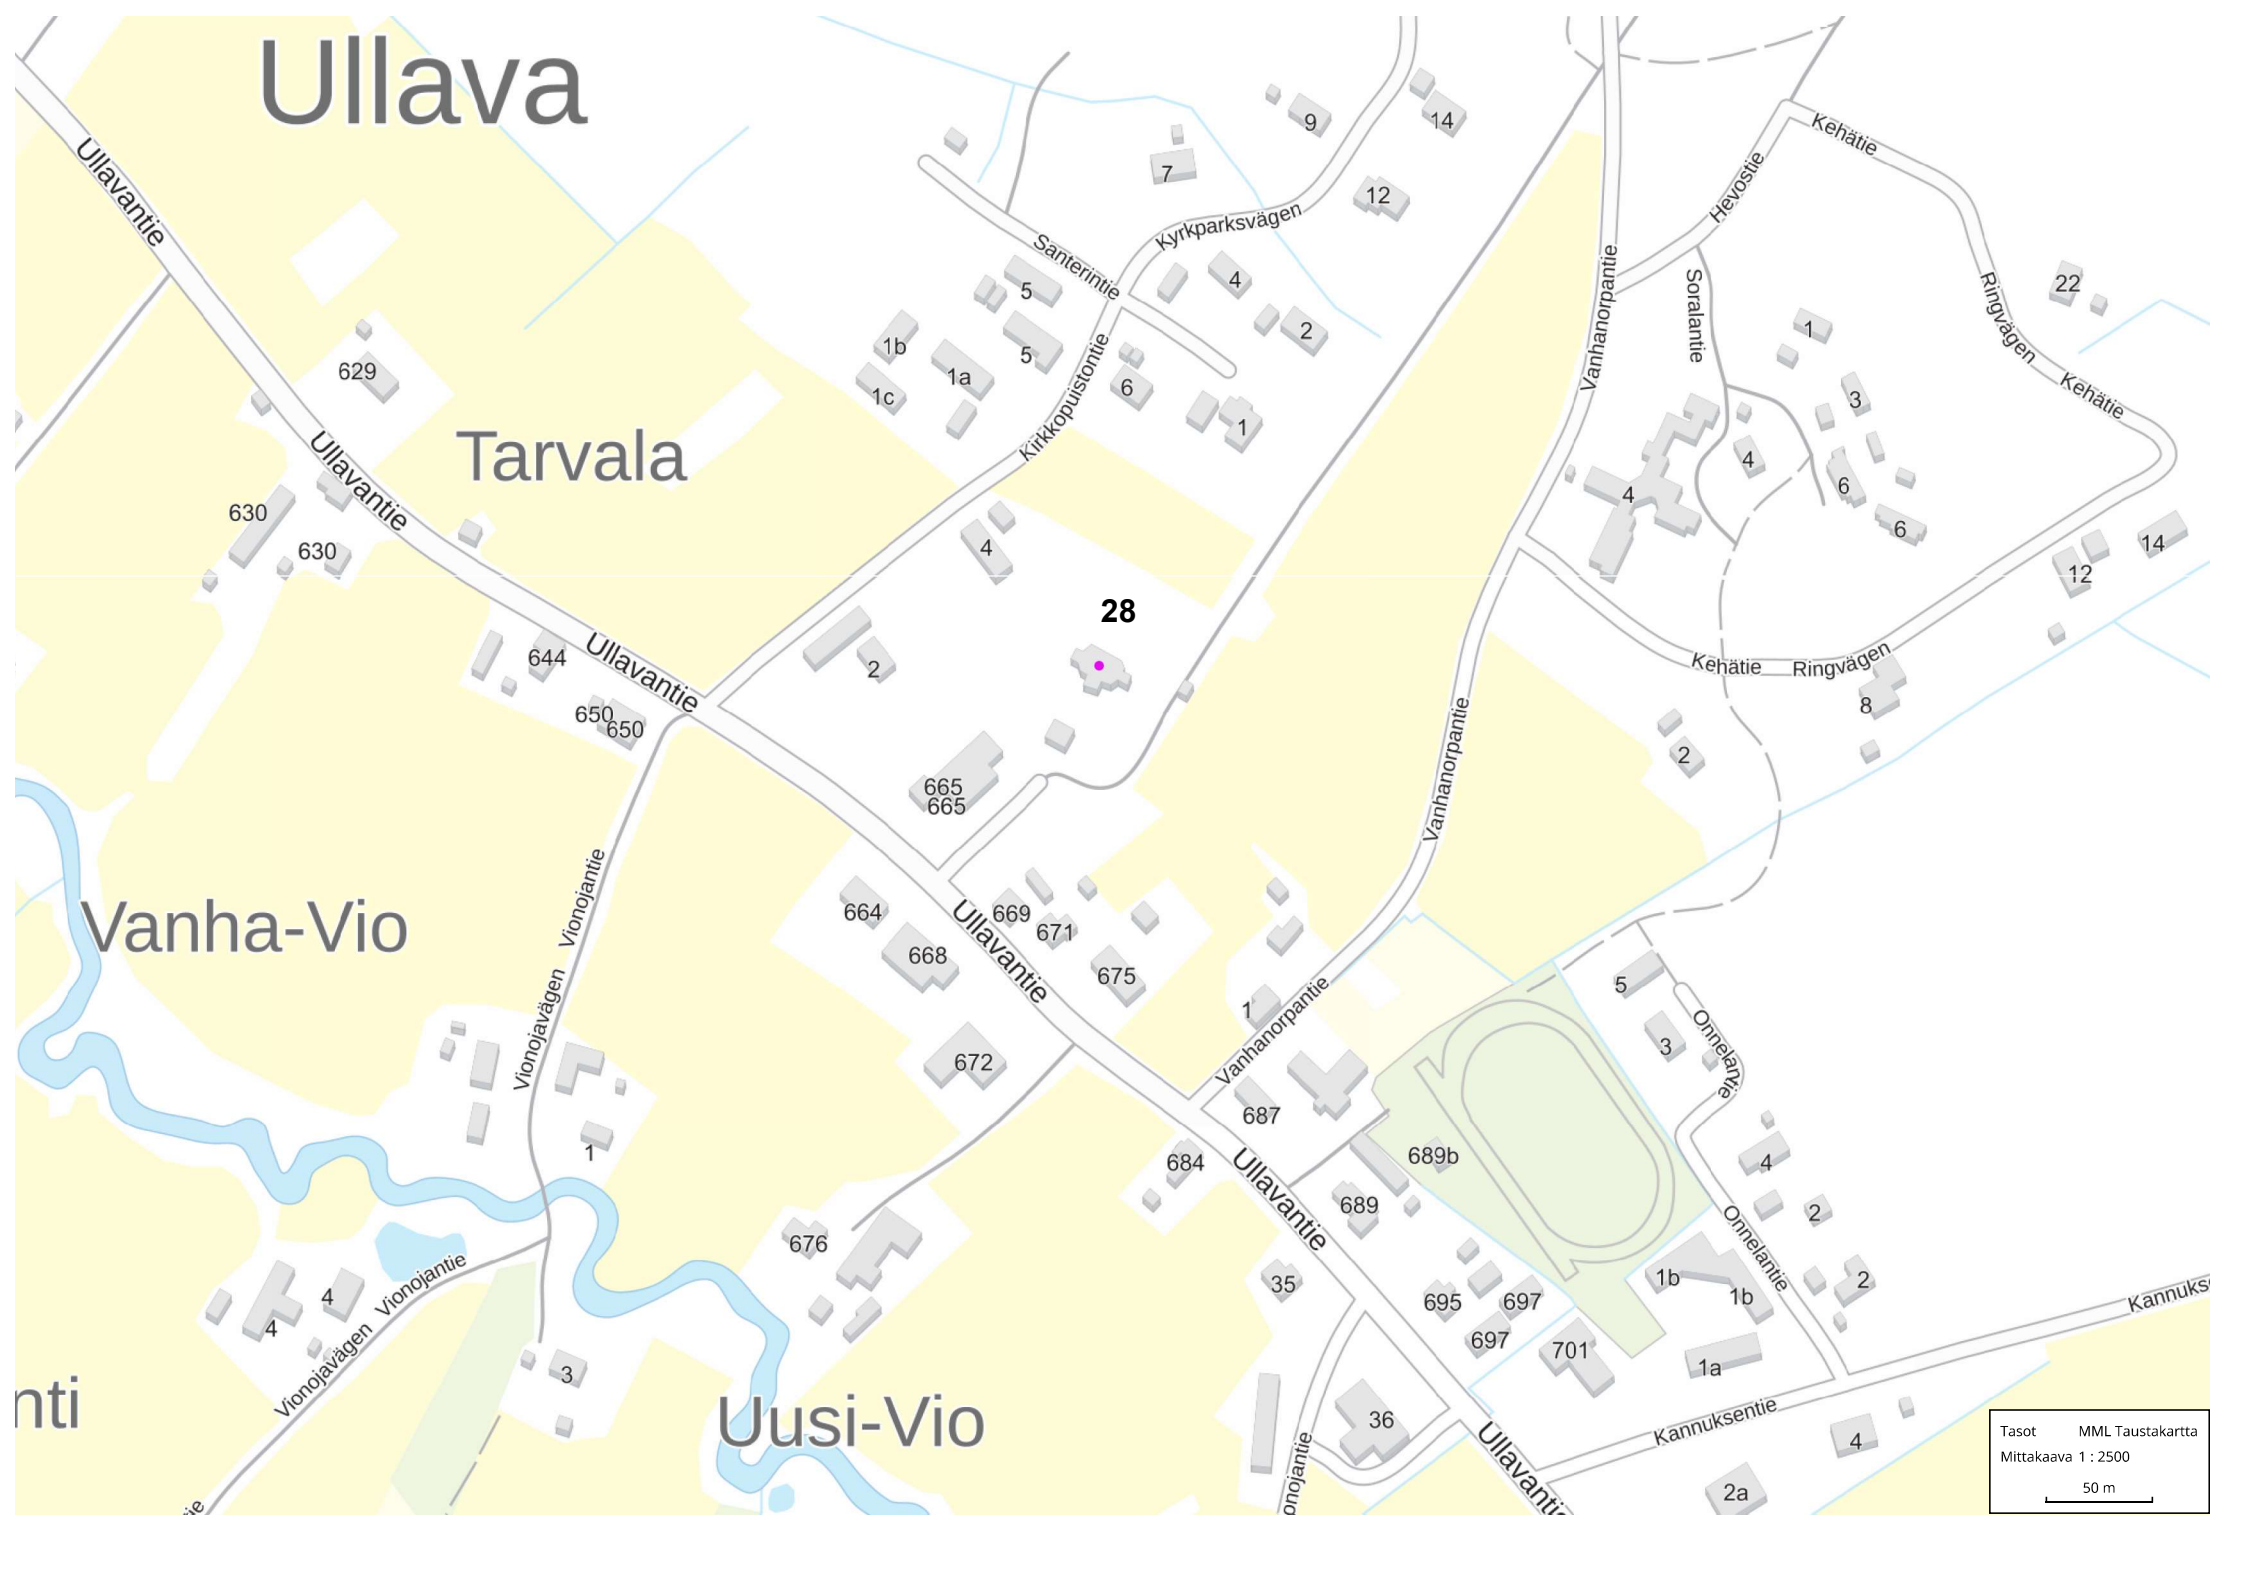 Ullava
Ullavantie
9
14
7
12
Kehätie
Hevostie
Kyrkparksvägen
Santerintie
4
5
2
22
Vanhanorpantie
Soralantie
1
Ringvägen
1b
5
1a
6
1c
Kirkkopuistontie
1
3
Kehätie
629
Tarvala
Ullavantie
630
630
4
4
6
6
14
12
4
28
644
Ullavantie
2
650
650
Kehätie
Ringvägen
8
2
Vanhanorpantie
665
665
Vanha-Vio
Vionojantie
664
669
671
668
Ullavantie
675
5
1
Vanhanorpantie
3
Onnelantie
Vionojavägen
672
687
1
684
689b
4
Ullavantie
689
2
Onnelantie
676
35
1b
1b
2
4
4
Vionojantie
Vionojavägen
695
697
697
701
1a
3
Kannuks
nti
Uusi-Vio
36
Kannuksentie
4
Ullavantie
onojantie
2a
ie
Tasot MML Taustakartta
Mittakaava 1 : 2500
50 m